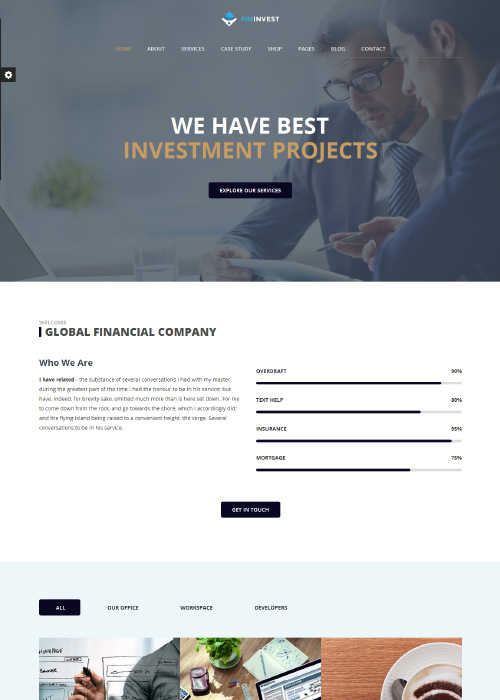 FININVEST
HOME ABOUT SERVICES CASE STUDY SHOP PAGES BLOG CONTACT
WE HAVE BEST
INVESTMENT PROJECTS
EXPLORE OUR SERVICES
WELCOME
GLOBAL FINANCIAL COMPANY
Who We Are
I have related - the substance of several conversations I had with my master
during the greatest part of the time I had the honour to be in his service; but
have, indeed, for brevity sake, omitted much more than is here set down. For me
to come down from the rock, and go towards the shore, which I accordingly did;
and the flying island being raised to a convenient height, the verge. Several
conversations to be in his service.
OVERDRAFT 90%
TEXT HELP 80%
INSURANCE 95%
MORTGAGE 75%
GET IN TOUCH
ALL OUR OFFICE WORKSPACE DEVELOPERS